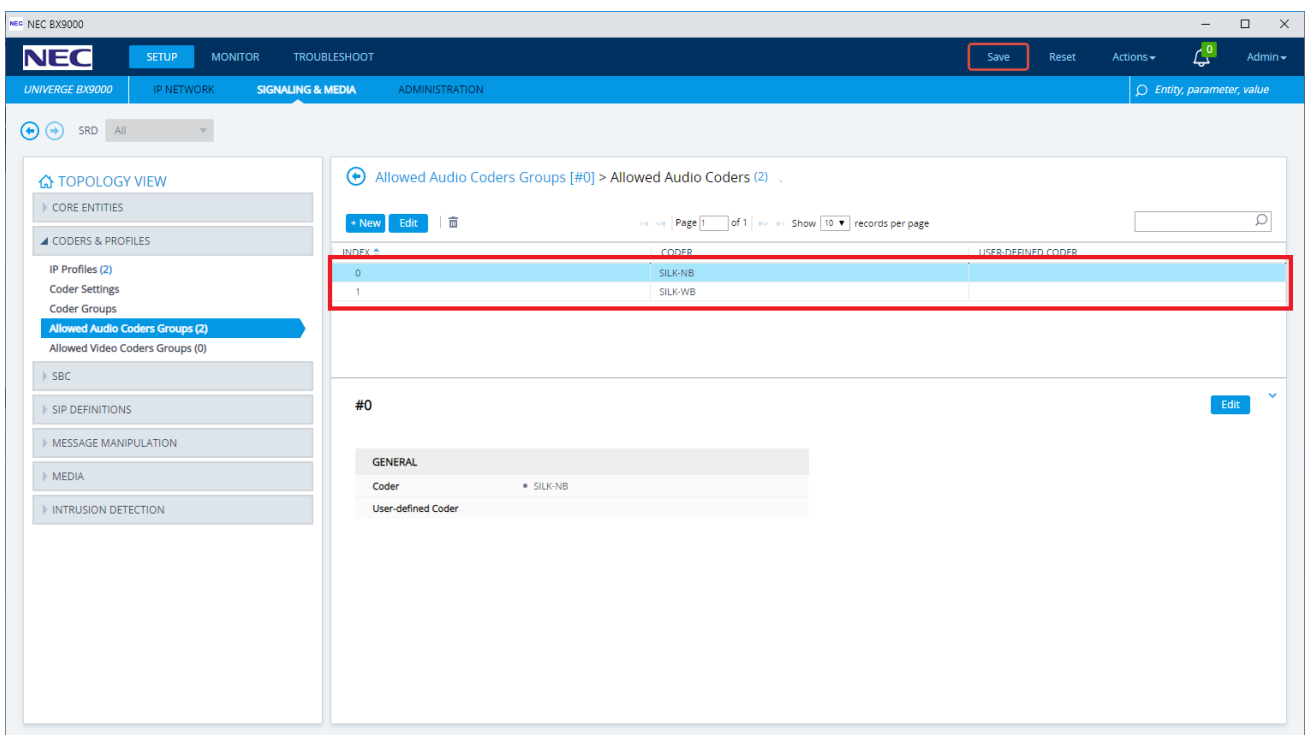 NEC NEC BX9000
NEC SETUP MONITOR TROUBLESHOOT Save Reset Actions 0 Admin
UNIVERGE BX9000 IP NETWORK SIGNALING & MEDIA ADMINISTRATION Entity, parameter, value
SRD All
TOPOLOGY VIEW
CORE ENTITIES
CODERS & PROFILES
IP Profiles (2)
Coder Settings
Coder Groups
Allowed Audio Coders Groups (2)
Allowed Video Coders Groups (0)
SBC
SIP DEFINITIONS
MESSAGE MANIPULATION
MEDIA
INTRUSION DETECTION
Allowed Audio Coders Groups [#0] > Allowed Audio Coders (2) .
+ New Edit Page 1 of 1 Show 10 records per page
INDEX CODER USER-DEFINED CODER
0 SILK-NB
1 SILK-WB
#0 Edit
GENERAL
Coder SILK-NB
User-defined Coder